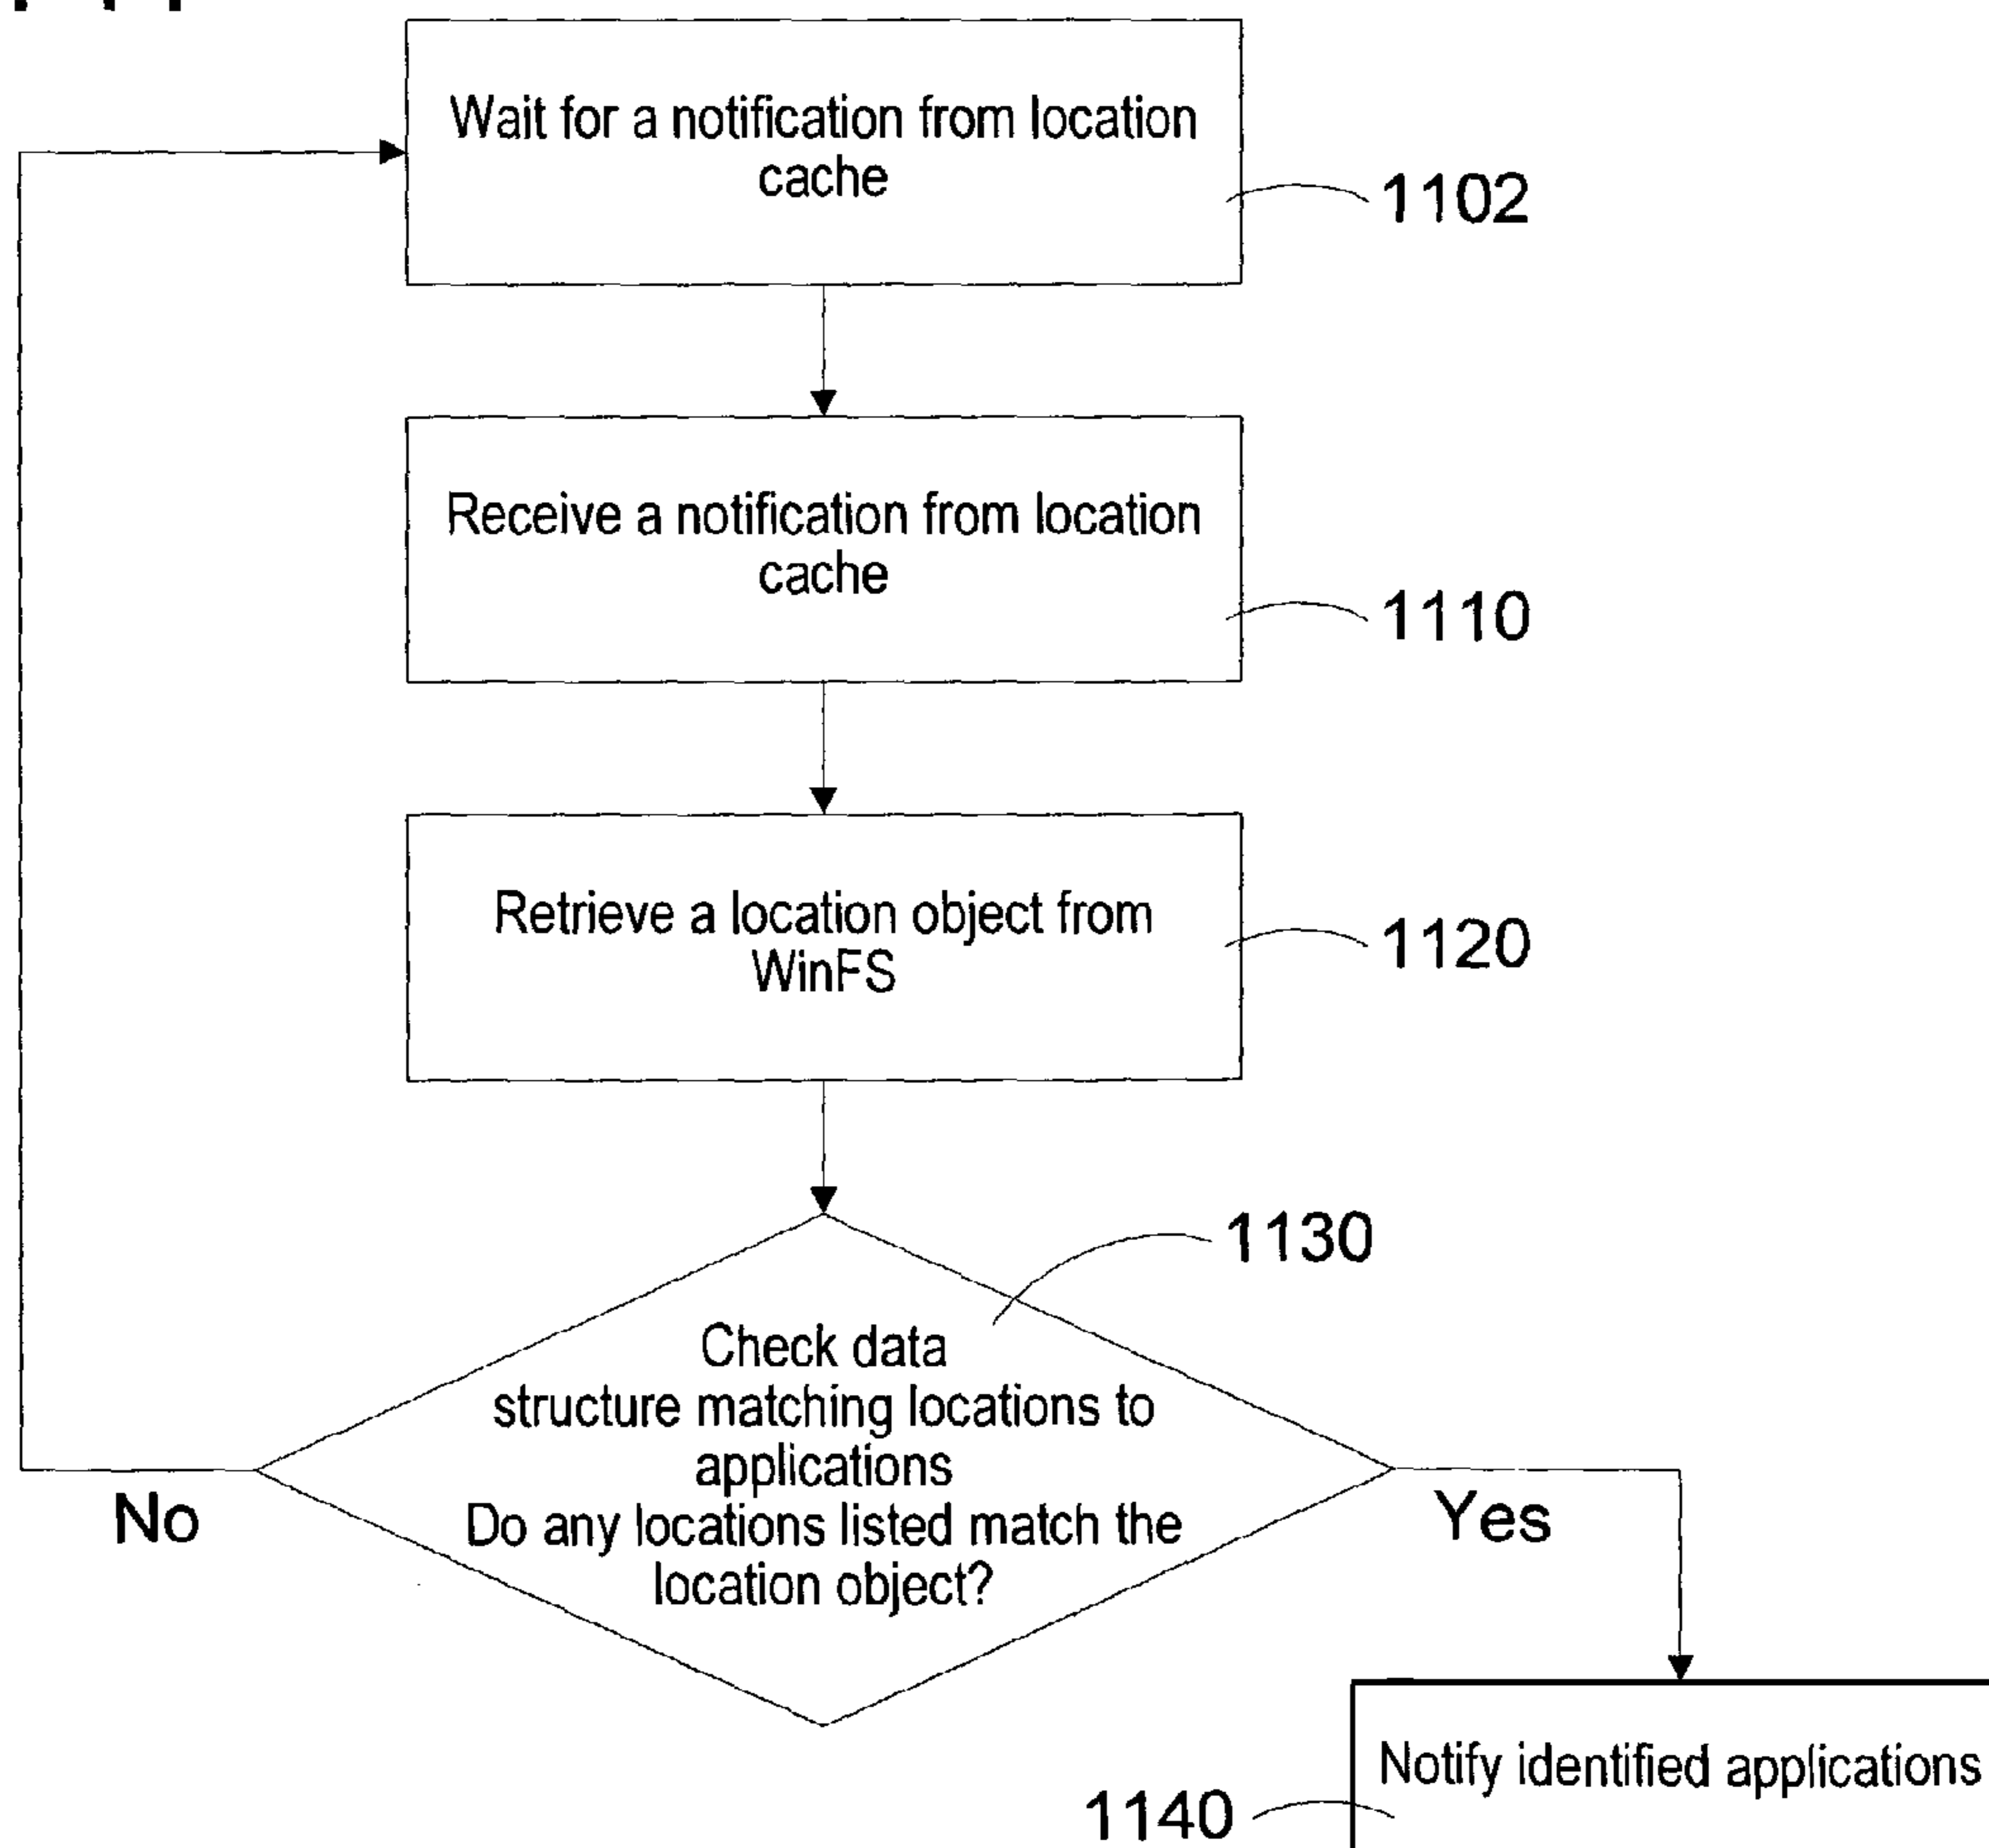 Wait for a notification from location
cache
1102
Receive a notification from location
cache
1110
Retrieve a location object from
WinFS
1120
1130
Check data
structure matching locations to
applications
Do any locations listed match the
location object?
No
Yes
Notify identified applications
1140